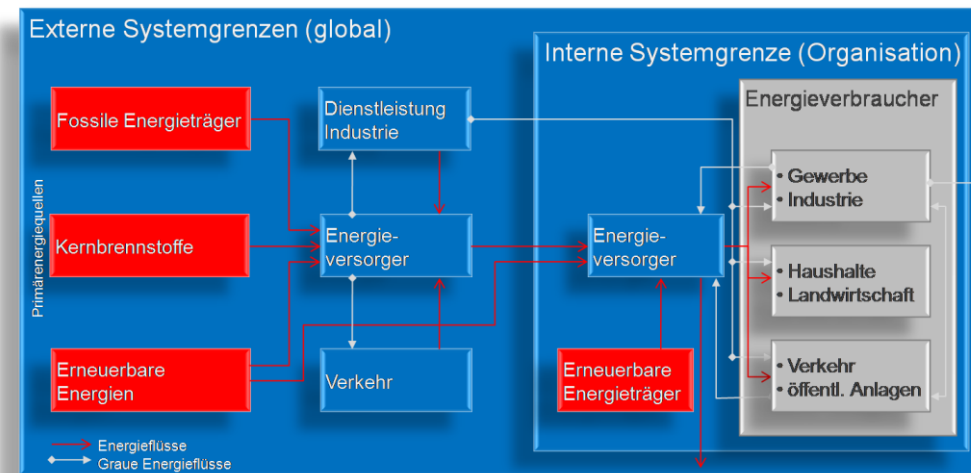 Externe Systemgrenzen (global)
Interne Systemgrenze (Organisation)
Energieverbraucher
Primärenergiequellen
Fossile Energieträger
Dienstleistung
Industrie
• Gewerbe
• Industrie
Kernbrennstoffe
Energie-
versorger
Energie-
versorger
• Haushalte
• Landwirtschaft
Erneuerbare
Energien
Verkehr
Erneuerbare
Energieträger
• Verkehr
• öffentl. Anlagen
Energieflüsse
Graue Energieflüsse